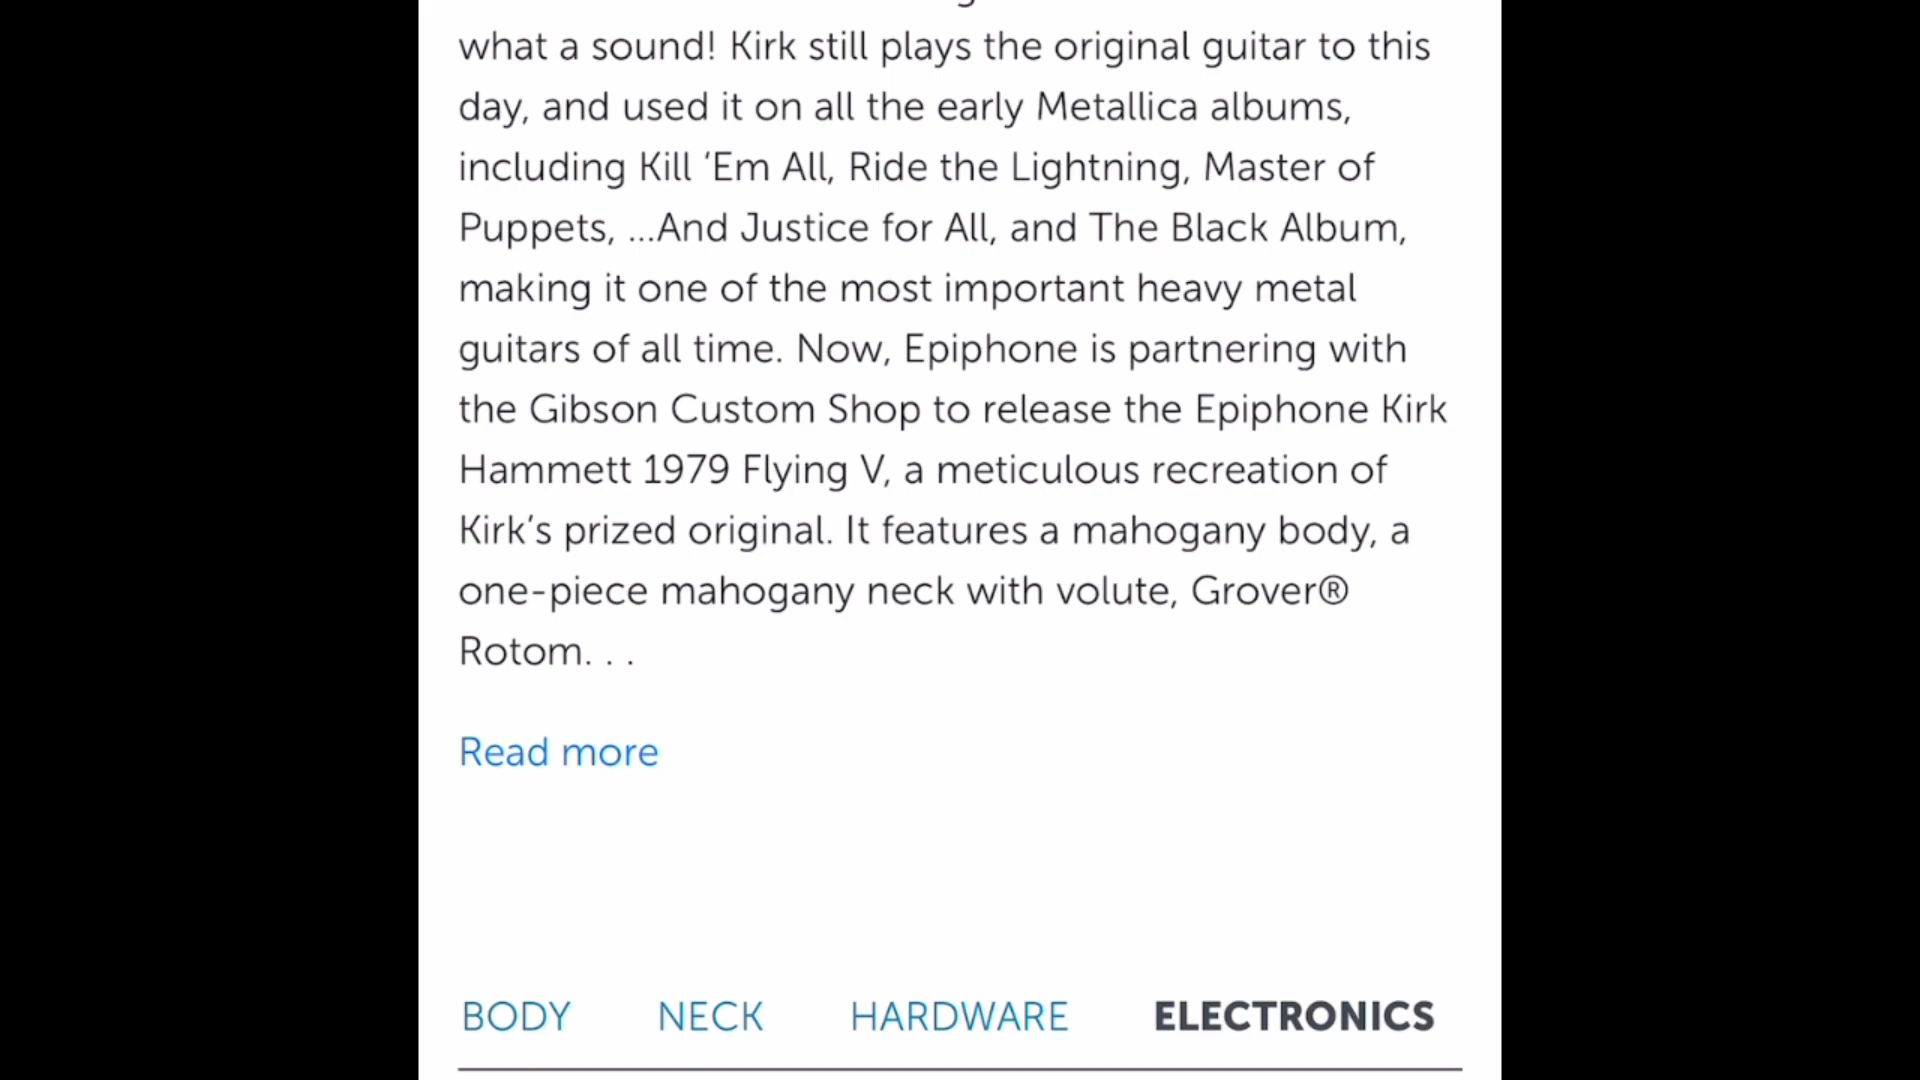 what a sound! Kirk still plays the original guitar to this
day, and used it on all the early Metallica albums,
including Kill ’Em All, Ride the Lightning, Master of
Puppets, ...And Justice for All, and The Black Album,
making it one of the most important heavy metal
guitars of all time. Now, Epiphone is partnering with
the Gibson Custom Shop to release the Epiphone Kirk
Hammett 1979 Flying V, a meticulous recreation of
Kirk’s prized original. It features a mahogany body, a
one-piece mahogany neck with volute, Grover®
Rotom. . .
Read more
BODY NECK HARDWARE ELECTRONICS